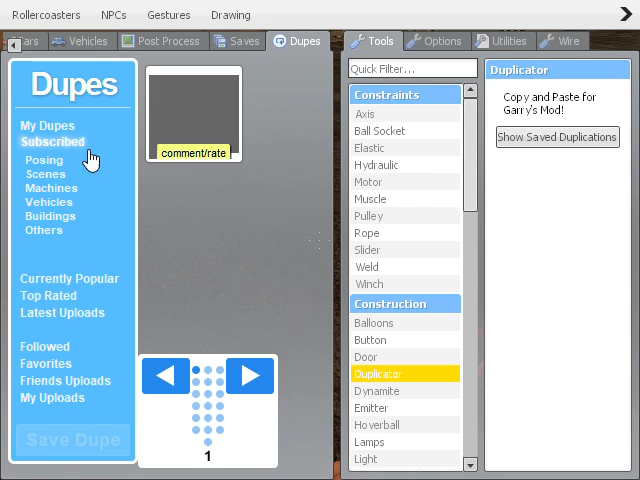 Rollercoasters NPCs Gestures Drawing
Vehicles Post Process Saves Dupes
Tools Options Utilities Wire
Dupes
My Dupes
Subscribed
Posing
Scenes
Machines
Vehicles
Buildings
Others
Currently Popular
Top Rated
Latest Uploads
Followed
Favorites
Friends Uploads
My Uploads
Save Dupe
comment/rate
1
Quick Filter...
Constraints
Axis
Ball Socket
Elastic
Hydraulic
Motor
Muscle
Pulley
Rope
Slider
Weld
Winch
Construction
Balloons
Button
Door
Duplicator
Dynamite
Emitter
Hoverball
Lamps
Light
Duplicator
Copy and Paste for
Garry's Mod!
Show Saved Duplications